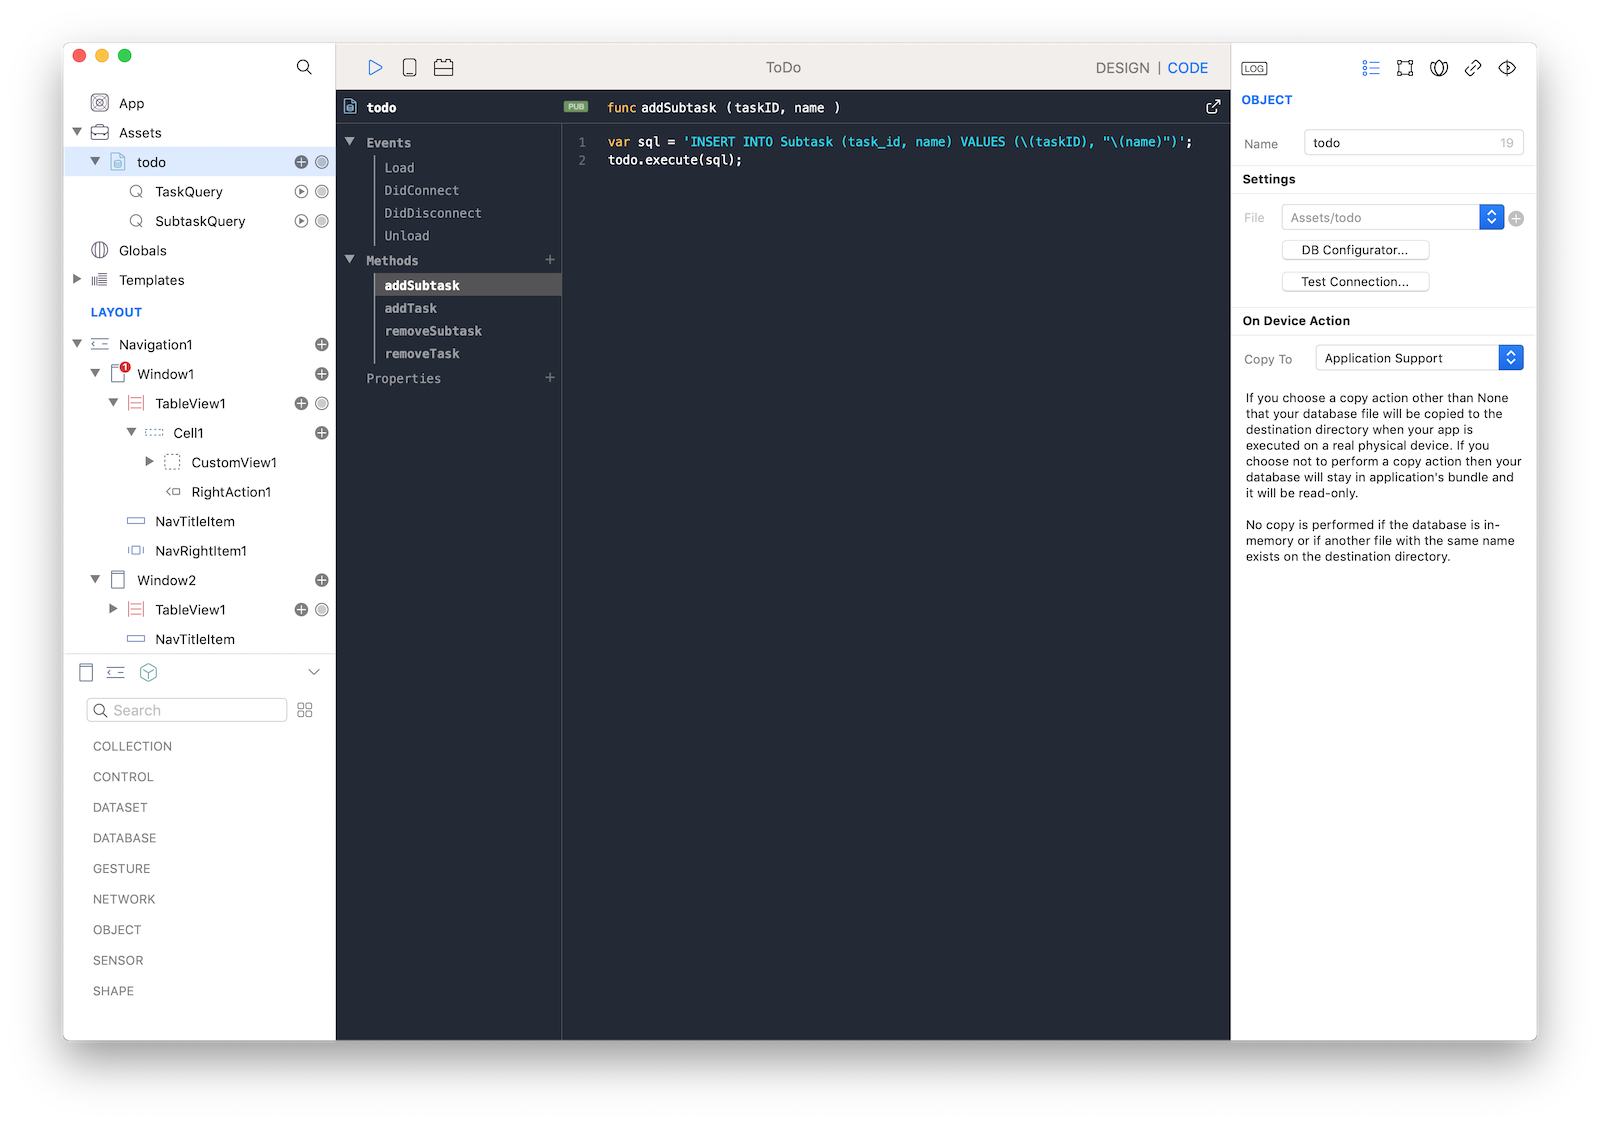 App
Assets
todo
TaskQuery
SubtaskQuery
Globals
Templates
LAYOUT
Navigation1
1
Window1
TableView1
Cell1
CustomView1
RightAction1
NavTitleItem
NavRightItem1
Window2
TableView1
NavTitleItem
Search
COLLECTION
CONTROL
DATASET
DATABASE
GESTURE
NETWORK
OBJECT
SENSOR
SHAPE
ToDo
DESIGN | CODE
todo
PUB
func addSubtask (taskID, name )
Events
Load
DidConnect
DidDisconnect
Unload
Methods +
addSubtask
addTask
removeSubtask
removeTask
Properties +
1 var sql = 'INSERT INTO Subtask (task_id, name) VALUES (\(taskID), "\(name)")';
2 todo.execute(sql);
LOG
OBJECT
Name todo 19
Settings
File Assets/todo
DB Configurator...
Test Connection...
On Device Action
Copy To Application Support
If you choose a copy action other than None
that your database file will be copied to the
destination directory when your app is
executed on a real physical device. If you
choose not to perform a copy action then your
database will stay in application's bundle and
it will be read-only.
No copy is performed if the database is in-
memory or if another file with the same name
exists on the destination directory.